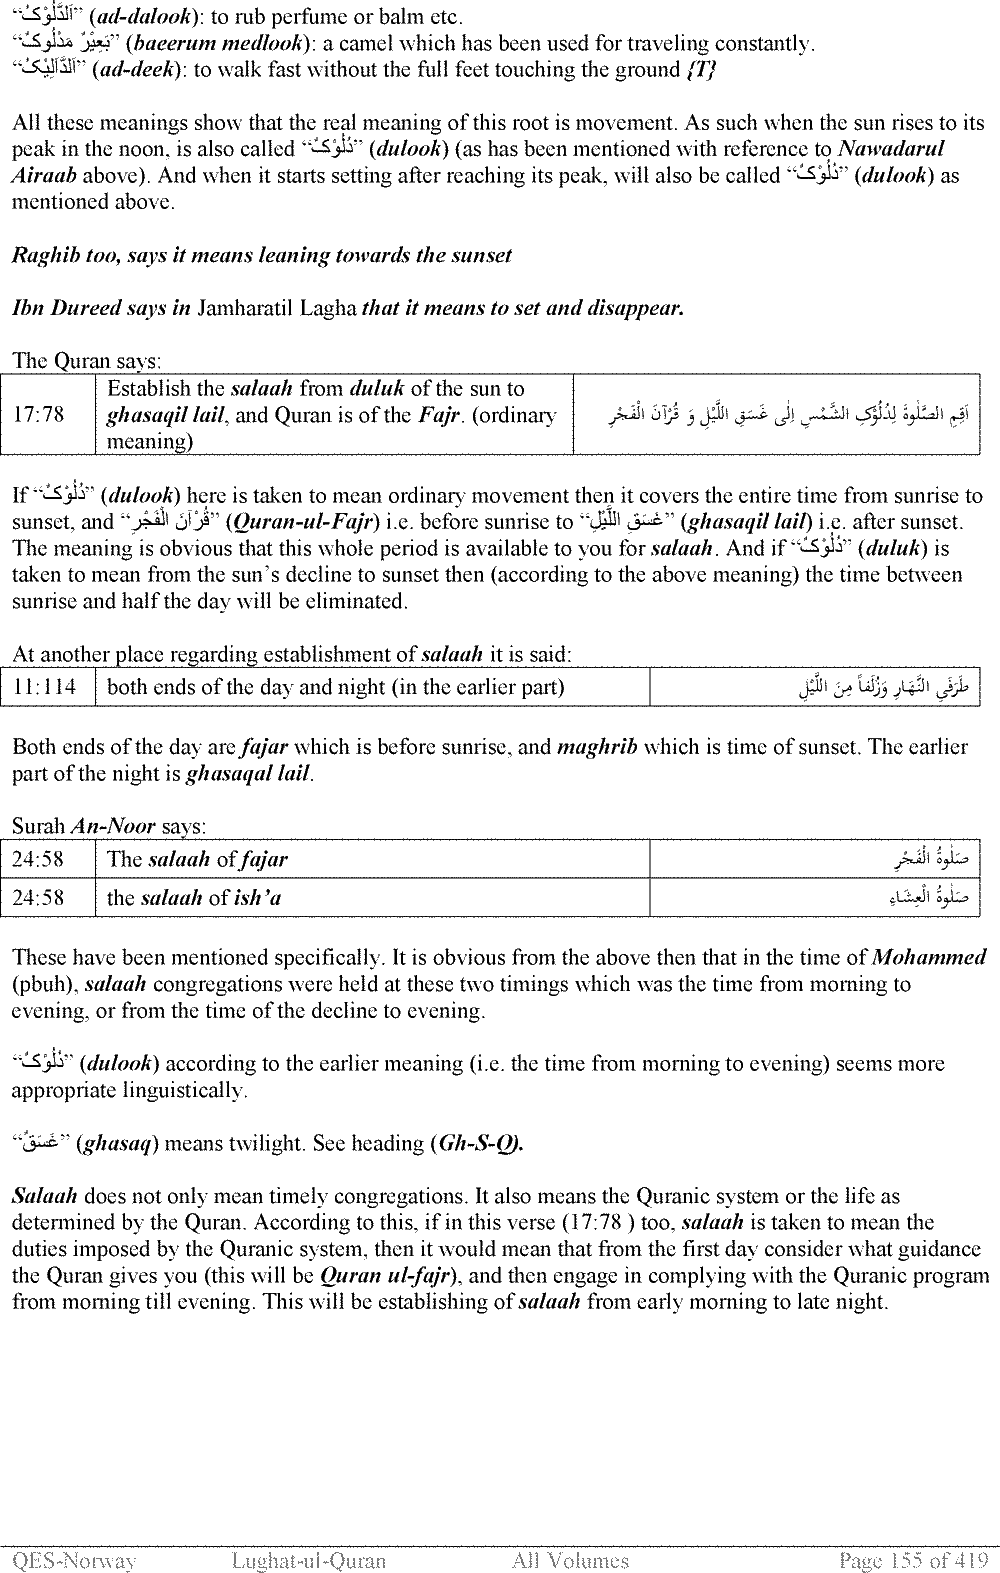 “اَلدَّلُوْکُ” (ad-dalook): to rub perfume or balm etc.
“بَعِيْرٌ مَدْلُوکٌ” (baeerum medlook): a camel which has been used for traveling constantly.
“اَلدَّاَلِيْکُ” (ad-deek): to walk fast without the full feet touching the ground {T}
All these meanings show that the real meaning of this root is movement. As such when the sun rises to its
peak in the noon, is also called “دُلُوْکٌ” (dulook) (as has been mentioned with reference to Nawadarul
Airaab above). And when it starts setting after reaching its peak, will also be called “دُلُوْکٌ” (dulook) as
mentioned above.
Raghib too, says it means leaning towards the sunset
Ibn Dureed says in Jamharatil Lagha that it means to set and disappear.
The Quran says:
17:78 Establish the salaah from duluk of the sun to
ghasaqil lail, and Quran is of the Fajr. (ordinary
meaning)
اَقِمِ الصَّلٰوةَ لِدُلُوْكِ الشَّمْسِ اِلٰى غَسَقِ اللَّيْلِ وَ قُرْآنَ الْفَجْرِ
If “دُلُوْکٌ” (dulook) here is taken to mean ordinary movement then it covers the entire time from sunrise to
sunset, and “قُرْآنَ الْفَجْرِ” (Quran-ul-Fajr) i.e. before sunrise to “غَسَقِ اللَّيْلِ” (ghasaqil lail) i.e. after sunset.
The meaning is obvious that this whole period is available to you for salaah. And if “دُلُوْکٌ” (duluk) is
taken to mean from the sun’s decline to sunset then (according to the above meaning) the time between
sunrise and half the day will be eliminated.
At another place regarding establishment of salaah it is said:
11:114 both ends of the day and night (in the earlier part) طَرَفَيِ النَّهَارِ وَزُلَفاً مِنَ اللَّيْلِ
Both ends of the day are fajar which is before sunrise, and maghrib which is time of sunset. The earlier
part of the night is ghasaqal lail.
Surah An-Noor says:
24:58 The salaah of fajar صَلٰوةُ الْفَجْرِ
24:58 the salaah of ish’a صَلٰوةُ الْعِشَاءِ
These have been mentioned specifically. It is obvious from the above then that in the time of Mohammed
(pbuh), salaah congregations were held at these two timings which was the time from morning to
evening, or from the time of the decline to evening.
“دُلُوْکٌ” (dulook) according to the earlier meaning (i.e. the time from morning to evening) seems more
appropriate linguistically.
“غَسَقٌ” (ghasaq) means twilight. See heading (Gh-S-Q).
Salaah does not only mean timely congregations. It also means the Quranic system or the life as
determined by the Quran. According to this, if in this verse (17:78 ) too, salaah is taken to mean the
duties imposed by the Quranic system, then it would mean that from the first day consider what guidance
the Quran gives you (this will be Quran ul-fajr), and then engage in complying with the Quranic program
from morning till evening. This will be establishing of salaah from early morning to late night.
QES-Norway Lughat-ul-Quran All Volumes Page 155 of 419